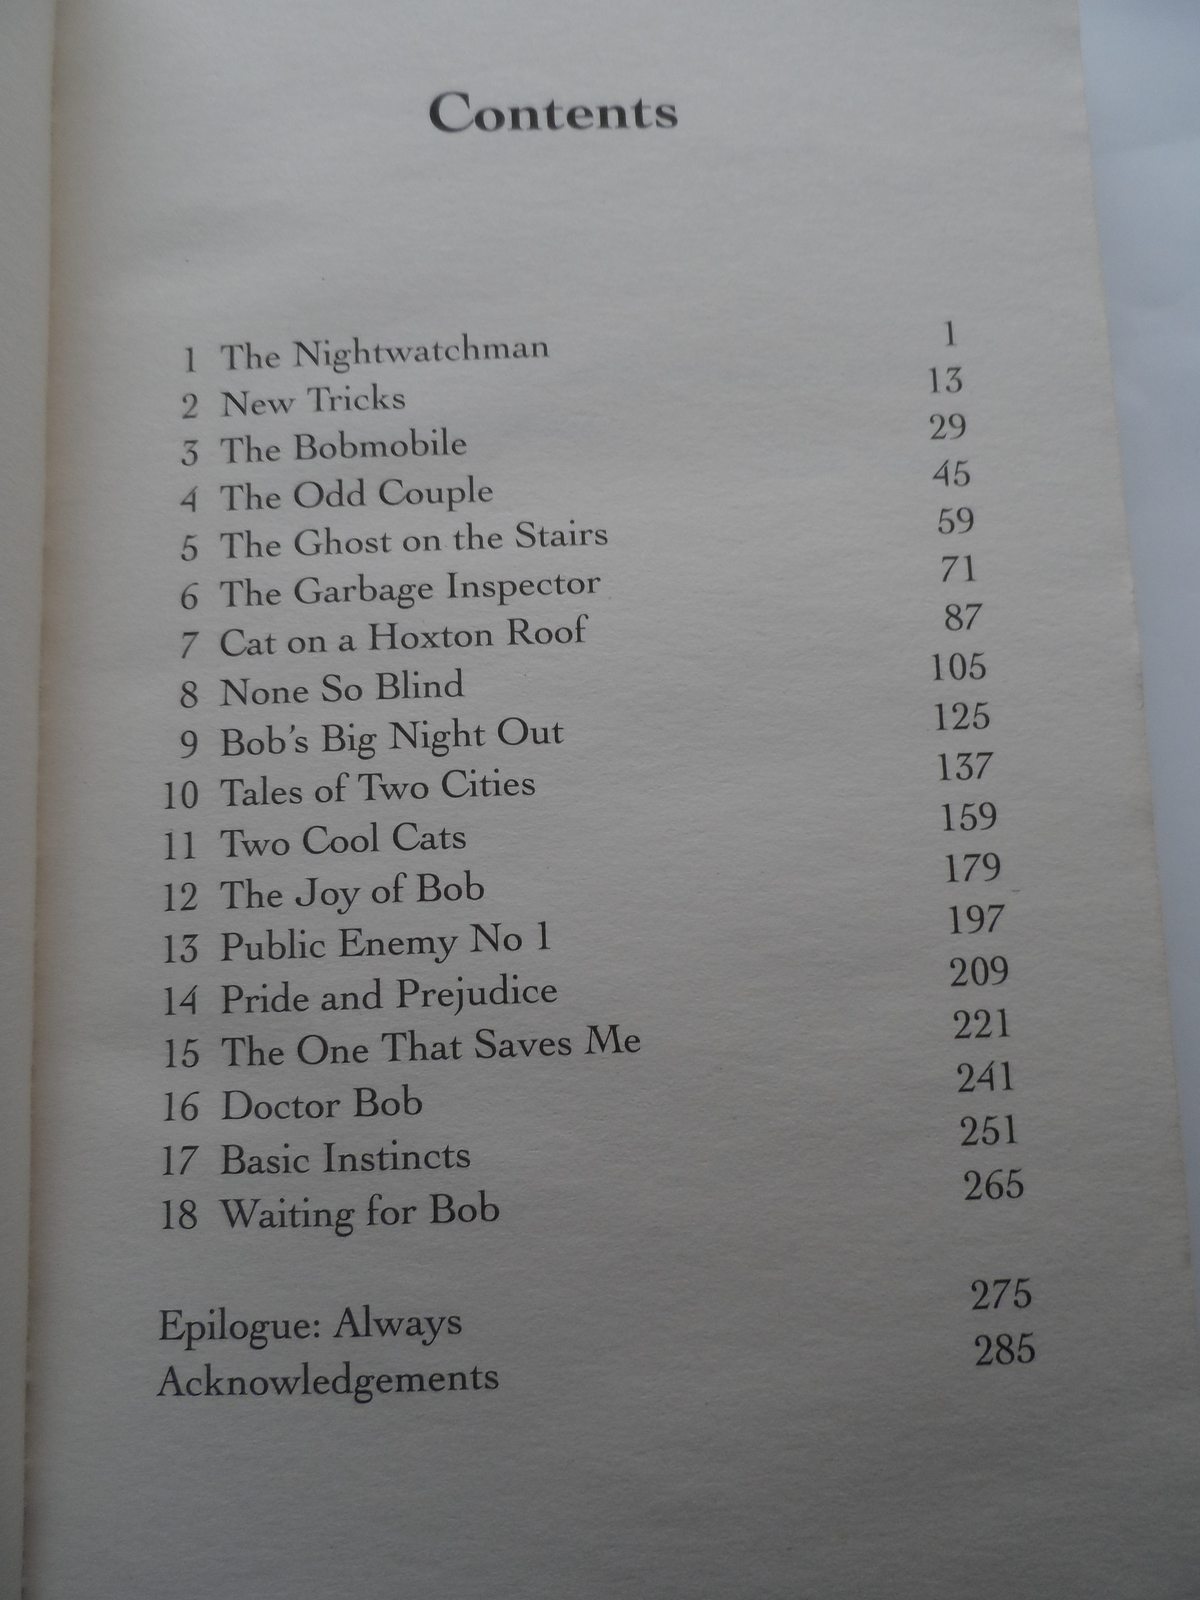 Contents
1 The Nightwatchman 1
2 New Tricks 13
3 The Bobmobile 29
4 The Odd Couple 45
5 The Ghost on the Stairs 59
6 The Garbage Inspector 71
7 Cat on a Hoxton Roof 87
8 None So Blind 105
9 Bob's Big Night Out 125
10 Tales of Two Cities 137
11 Two Cool Cats 159
12 The Joy of Bob 179
13 Public Enemy No 1 197
14 Pride and Prejudice 209
15 The One That Saves Me 221
16 Doctor Bob 241
17 Basic Instincts 251
18 Waiting for Bob 265
Epilogue: Always 275
Acknowledgements 285